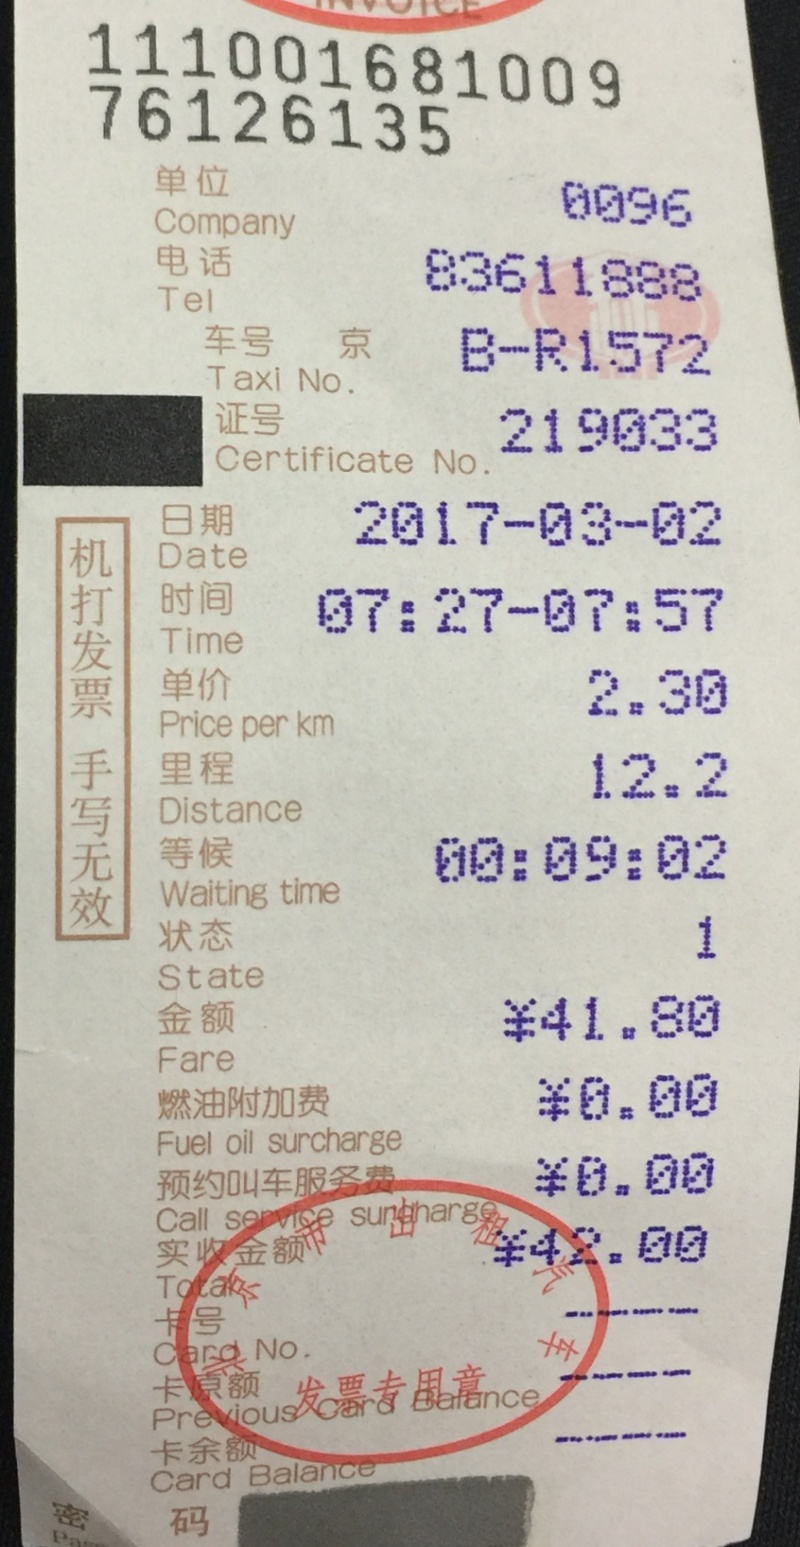 INVOICE
111001681009
76126135
单位 0096
Company
电话 83611888
Tel
车号 京 B-R1572
Taxi No.
证号 219033
Certificate No.
日期 2017-03-02
Date
时间 07:27-07:57
Time
单价 2.30
Price per km
里程 12.2
Distance
等候 00:09:02
Waiting time
状态 1
State
金额 ¥41.80
Fare
燃油附加费 ¥0.00
Fuel oil surcharge
预约叫车服务费 ¥0.00
Call service surcharge
实收金额 ¥42.00
Total
卡号 -----
Card No.
卡原额 -----
Previous Card Balance
卡余额 -----
Card Balance
密 码
机打发票 手写无效
北京市出租汽车
发票专用章